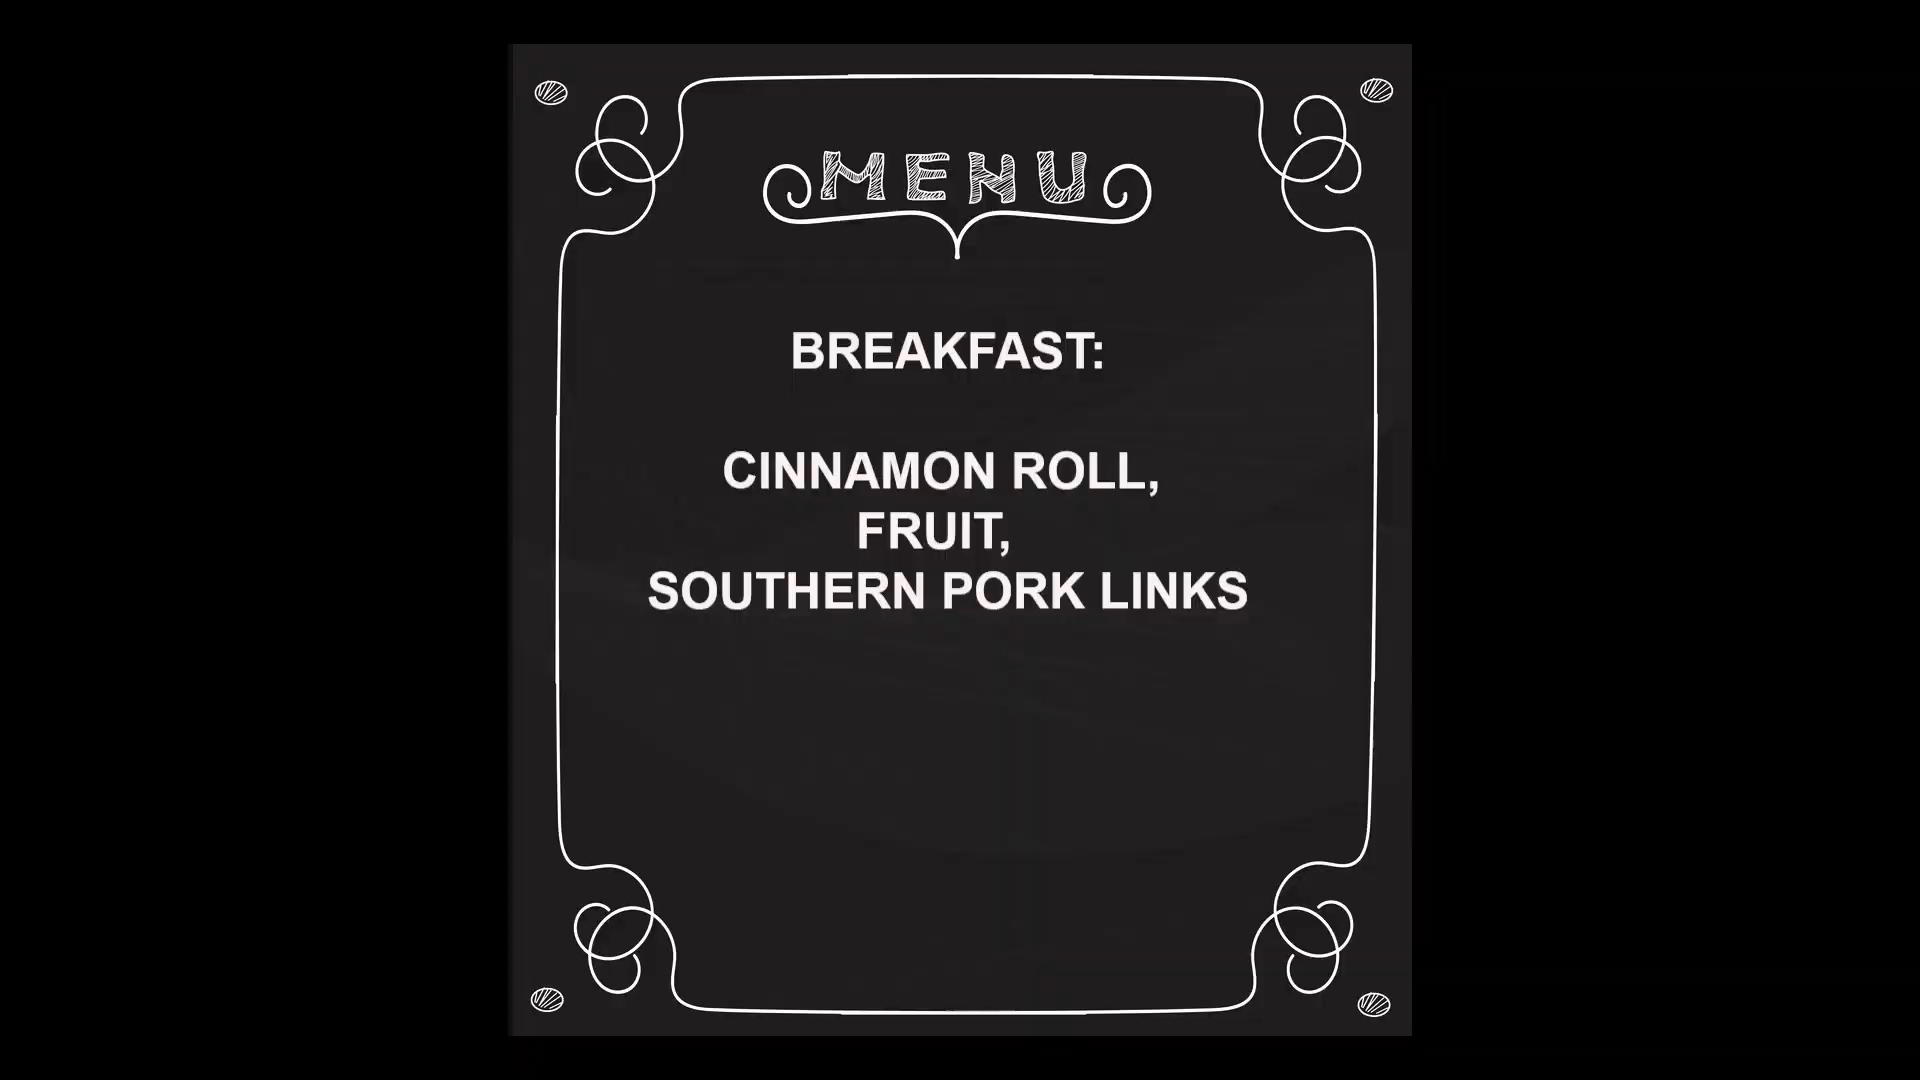 MENU
BREAKFAST:
CINNAMON ROLL,
FRUIT,
SOUTHERN PORK LINKS